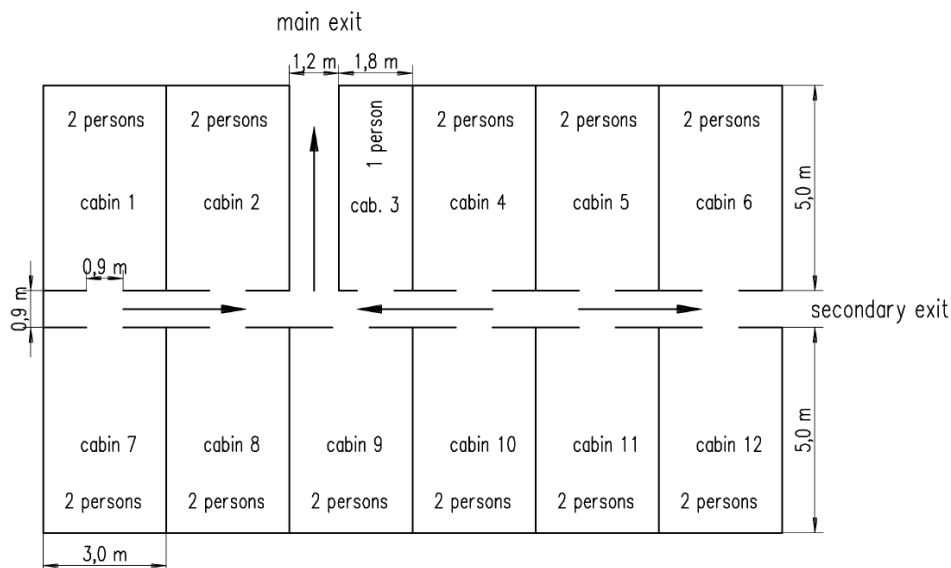 main exit
1,2 m
1,8 m
2 persons
2 persons
1 person
2 persons
2 persons
2 persons
cabin 1
cabin 2
cab. 3
cabin 4
cabin 5
cabin 6
5,0 m
0,9 m
0,9 m
secondary exit
cabin 7
cabin 8
cabin 9
cabin 10
cabin 11
cabin 12
5,0 m
2 persons
2 persons
2 persons
2 persons
2 persons
2 persons
3,0 m